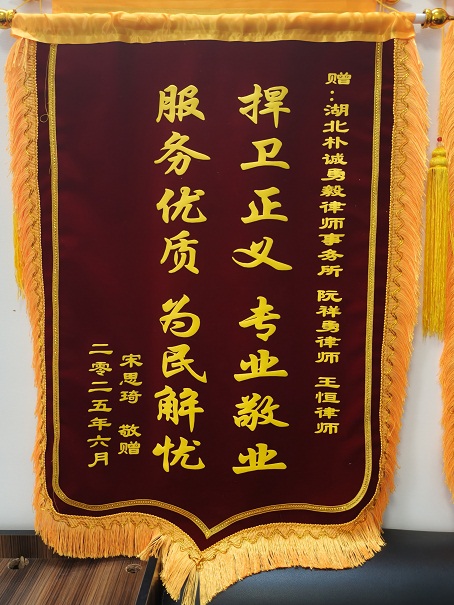 赠：湖北朴诚勇毅律师事务所 阮祥勇律师 王恒律师
捍卫正义 专业敬业
服务优质 为民解忧
宋思琦 敬赠
二零二五年六月